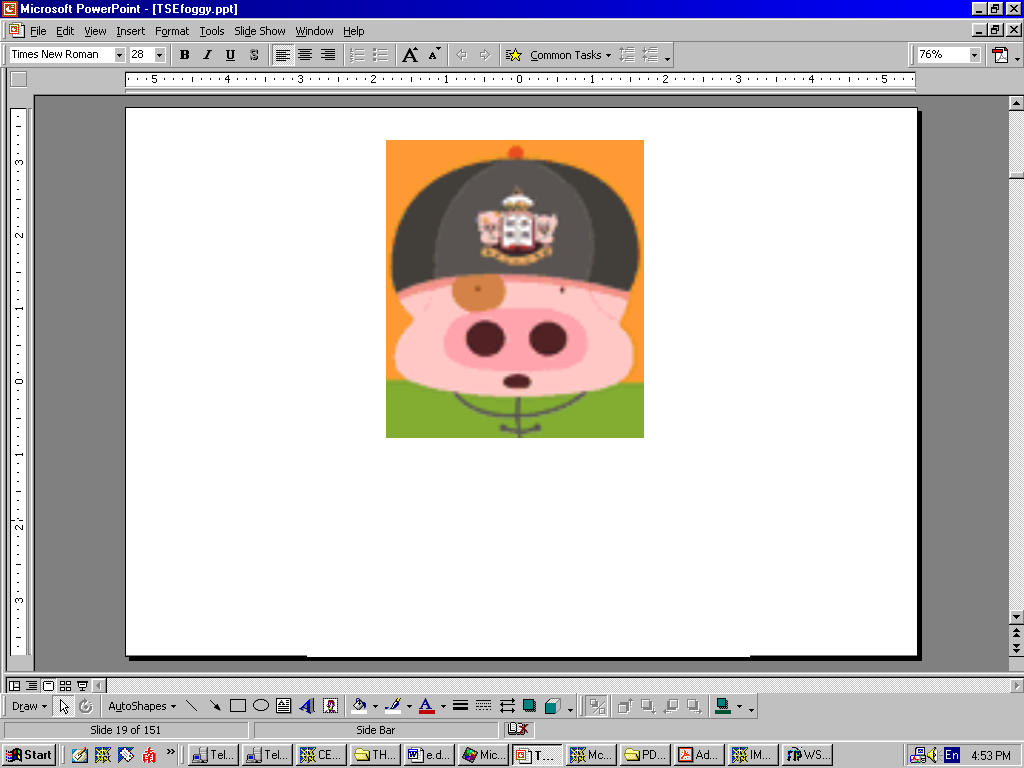 Microsoft PowerPoint - [TSEfoggy.ppt]
File Edit View Insert Format Tools Slide Show Window Help
Times New Roman 28 B I U S A A Common Tasks 76%
5 4 3 2 1 0 1 2 3 4 5
3
2
1
0
1
2
3
Draw AutoShapes A A
Slide 19 of 151 Side Bar
Start 南 » Tel... Tel... CE... TH... e.d... Mic... T... Mc... PD... Ad... IM... WS... En 4:53 PM